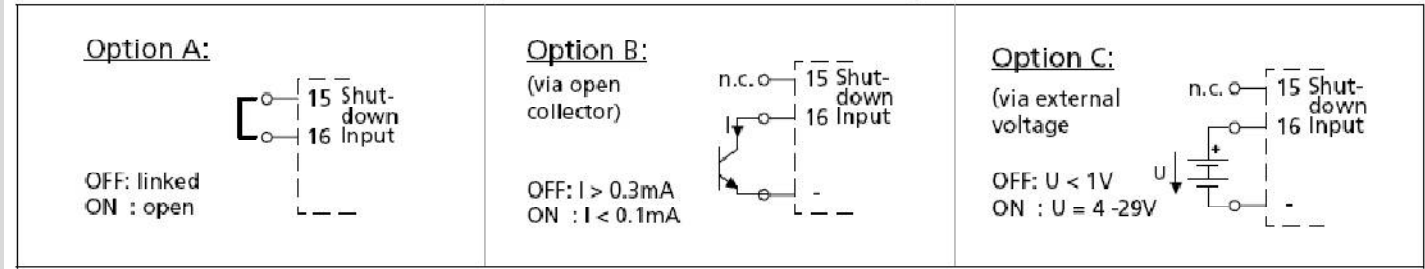 Option A:
15 Shut-
down
16 Input
OFF: linked
ON : open
Option B:
(via open
collector)
n.c.
15 Shut-
down
I
16 Input
-
OFF: I > 0.3mA
ON : I < 0.1mA
Option C:
(via external
voltage
n.c.
15 Shut-
down
16 Input
+
U
-
OFF: U < 1V
ON : U = 4 -29V